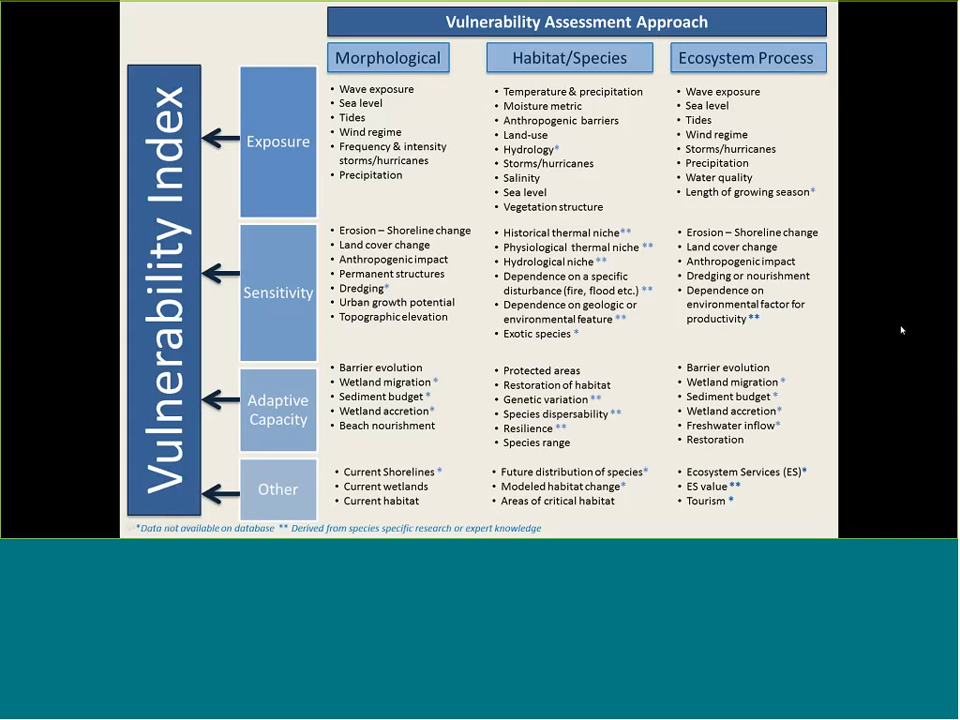 Vulnerability Assessment Approach
Morphological
Habitat/Species
Ecosystem Process
Vulnerability Index
Exposure
• Wave exposure
• Sea level
• Tides
• Wind regime
• Frequency & intensity
storms/hurricanes
• Precipitation
• Temperature & precipitation
• Moisture metric
• Anthropogenic barriers
• Land-use
• Hydrology*
• Storms/hurricanes
• Salinity
• Sea level
• Vegetation structure
• Wave exposure
• Sea level
• Tides
• Wind regime
• Storms/hurricanes
• Precipitation
• Water quality
• Length of growing season*
Sensitivity
• Erosion – Shoreline change
• Land cover change
• Anthropogenic impact
• Permanent structures
• Dredging*
• Urban growth potential
• Topographic elevation
• Historical thermal niche**
• Physiological thermal niche **
• Hydrological niche **
• Dependence on a specific
disturbance (fire, flood etc.) **
• Dependence on geologic or
environmental feature **
• Exotic species *
• Erosion – Shoreline change
• Land cover change
• Anthropogenic impact
• Dredging or nourishment
• Dependence on
environmental factor for
productivity **
Adaptive
Capacity
• Barrier evolution
• Wetland migration *
• Sediment budget *
• Wetland accretion*
• Beach nourishment
• Protected areas
• Restoration of habitat
• Genetic variation **
• Species dispersability **
• Resilience **
• Species range
• Barrier evolution
• Wetland migration *
• Sediment budget *
• Wetland accretion*
• Freshwater inflow*
• Restoration
Other
• Current Shorelines *
• Current wetlands
• Current habitat
• Future distribution of species*
• Modeled habitat change*
• Areas of critical habitat
• Ecosystem Services (ES)*
• ES value **
• Tourism *
*Data not available on database ** Derived from species specific research or expert knowledge